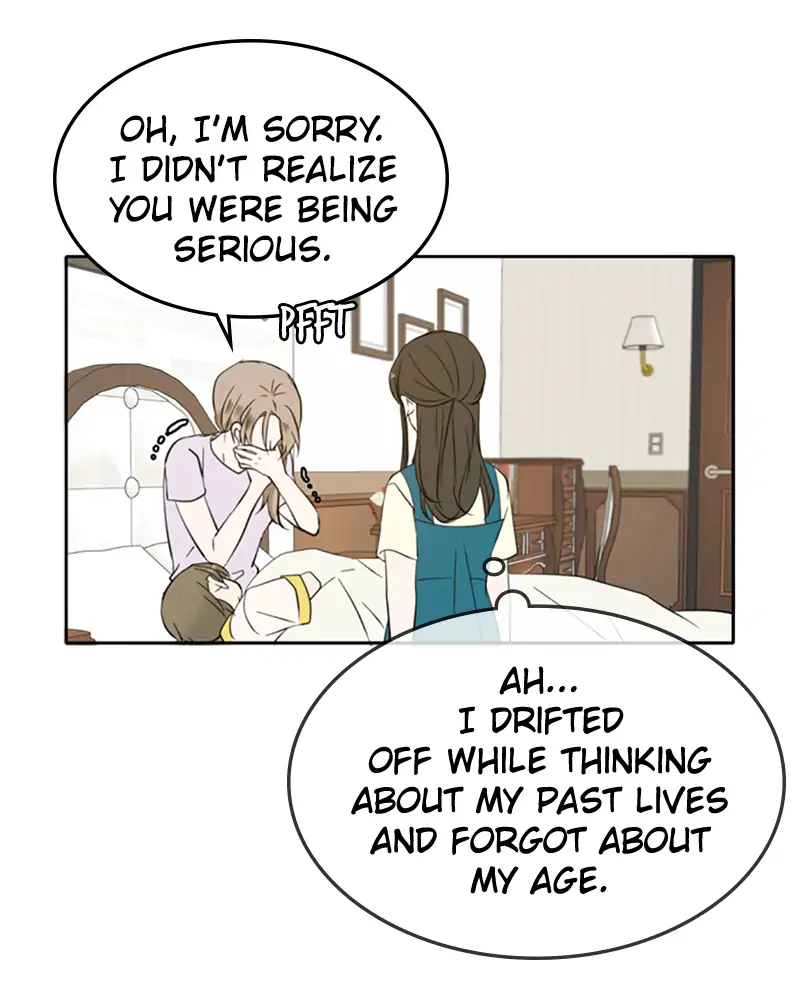 OH, I'M SORRY.
I DIDN'T REALIZE
YOU WERE BEING
SERIOUS.
PFFT
AH...
I DRIFTED
OFF WHILE THINKING
ABOUT MY PAST LIVES
AND FORGOT ABOUT
MY AGE.